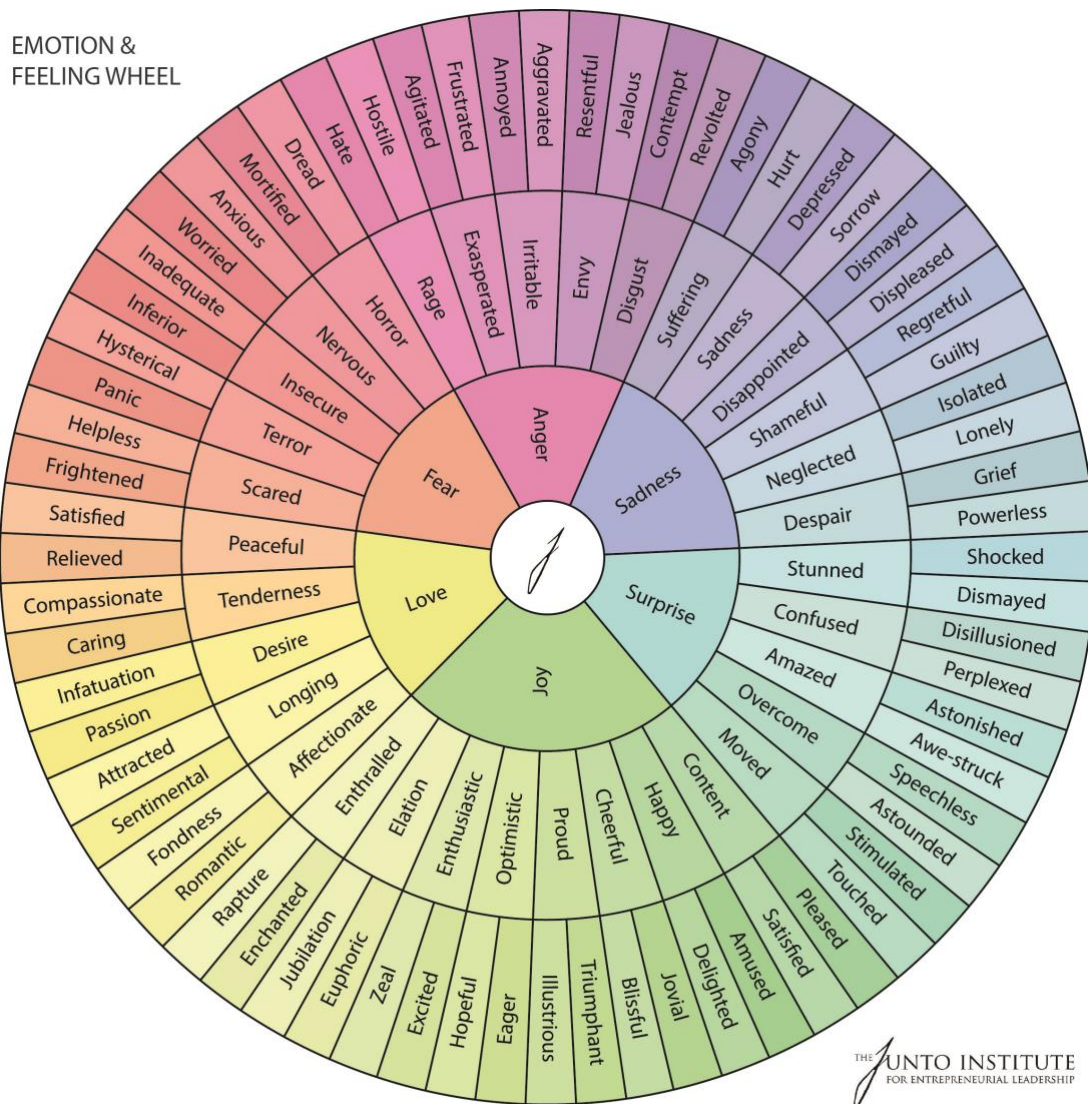 EMOTION &
FEELING WHEEL
Anger
Sadness
Surprise
Joy
Love
Fear
Rage
Exasperated
Irritable
Envy
Disgust
Suffering
Sadness
Disappointed
Shameful
Neglected
Despair
Stunned
Confused
Amazed
Overcome
Moved
Content
Happy
Cheerful
Proud
Optimistic
Enthusiastic
Elation
Enthralled
Affectionate
Longing
Desire
Tenderness
Peaceful
Scared
Terror
Insecure
Nervous
Horror
Hate
Hostile
Agitated
Frustrated
Annoyed
Aggravated
Resentful
Jealous
Contempt
Revolted
Agony
Hurt
Depressed
Sorrow
Dismayed
Displeased
Regretful
Guilty
Isolated
Lonely
Grief
Powerless
Shocked
Dismayed
Disillusioned
Perplexed
Astonished
Awe-struck
Speechless
Astounded
Stimulated
Touched
Pleased
Satisfied
Amused
Delighted
Jovial
Blissful
Triumphant
Illustrious
Eager
Hopeful
Excited
Zeal
Euphoric
Jubilation
Enchanted
Rapture
Romantic
Fondness
Sentimental
Attracted
Passion
Infatuation
Caring
Compassionate
Relieved
Satisfied
Frightened
Helpless
Panic
Hysterical
Inferior
Inadequate
Worried
Anxious
Mortified
Dread
THE JUNTO INSTITUTE
FOR ENTREPRENEURIAL LEADERSHIP